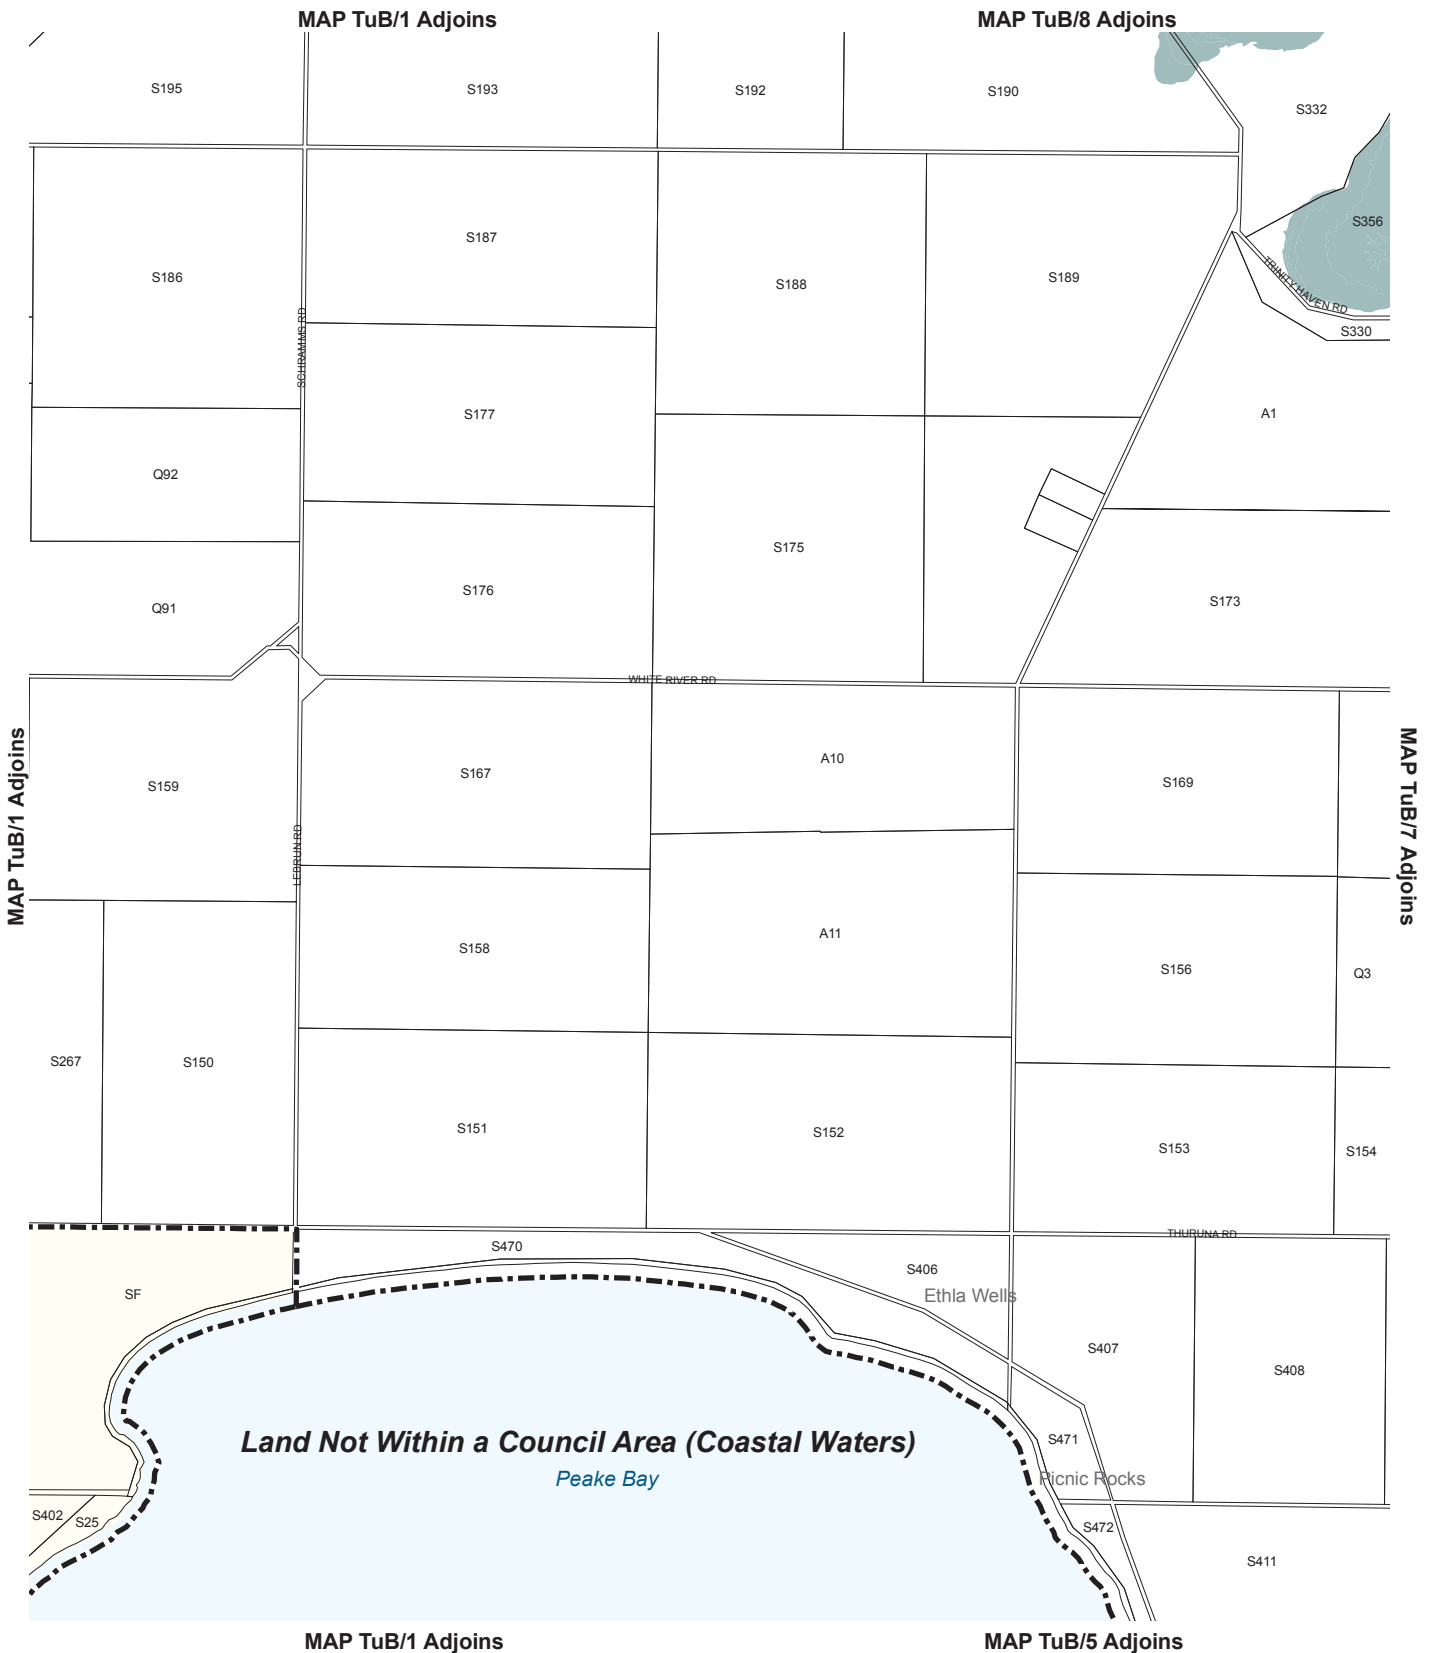 MAP TuB/1 Adjoins
MAP TuB/8 Adjoins
S195
S193
S192
S190
S332
S356
S187
S186
S188
S189
TRINITY HAVEN RD
S330
SCHRAMMS RD
S177
A1
Q92
S175
S176
S173
Q91
WHITE RIVER RD
MAP TuB/1 Adjoins
MAP TuB/7 Adjoins
A10
S167
S169
S159
LEBRUN RD
A11
S158
S156
Q3
S267
S150
S151
S152
S153
S154
THURUNA RD
S470
S406
SF
Ethla Wells
S407
S408
Land Not Within a Council Area (Coastal Waters)
S471
Peake Bay
Picnic Rocks
S402
S25
S472
S411
MAP TuB/1 Adjoins
MAP TuB/5 Adjoins